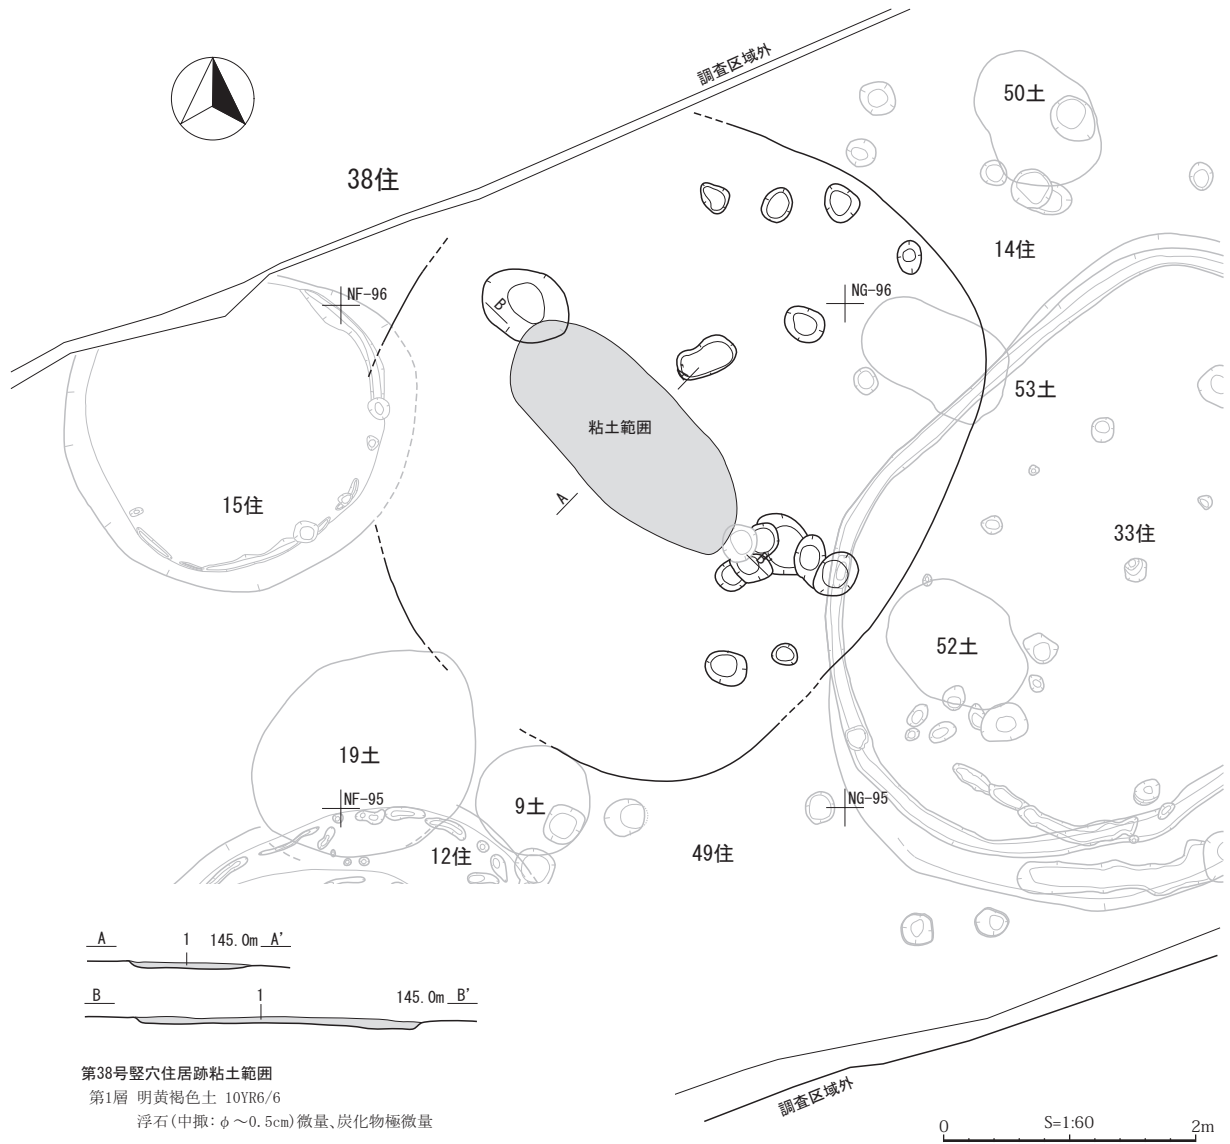 調査区域外
50土
38住
14住
NF-96
NG-96
53土
粘土範囲
B
A
15住
33住
52土
19土
NF-95
9土
NG-95
12住
49住
A 1 145.0m A’
B 1 145.0m B’
第38号竪穴住居跡粘土範囲
第1層 明黄褐色土 10YR6/6
浮石(中掫:φ～0.5cm)微量、炭化物極微量
調査区域外
S=1:60
0 2m